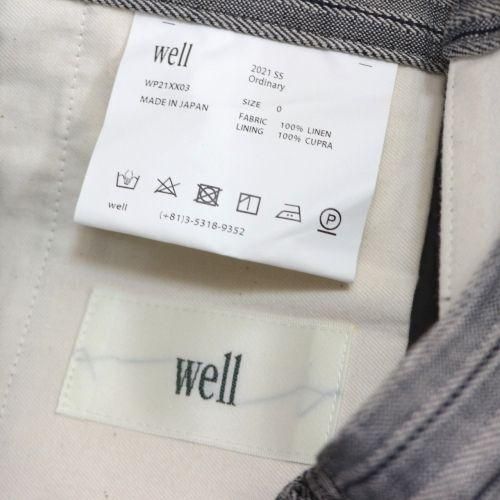 well
2021 SS
Ordinary
WP21XX03
MADE IN JAPAN
SIZE 0
FABRIC 100% LINEN
LINING 100% CUPRA
P
well (+81)3-5318-9352
well